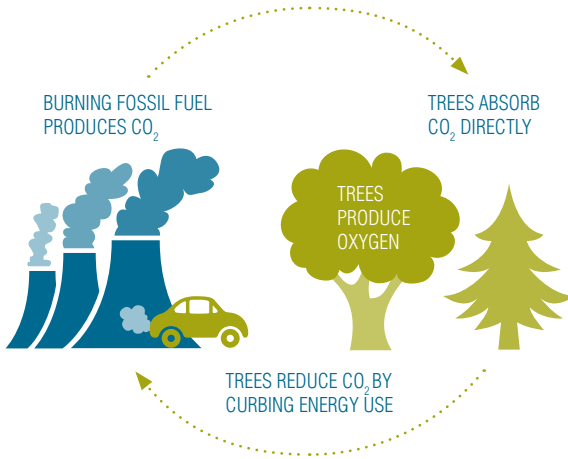 BURNING FOSSIL FUEL
PRODUCES CO₂
TREES ABSORB
CO₂ DIRECTLY
TREES
PRODUCE
OXYGEN
TREES REDUCE CO₂ BY
CURBING ENERGY USE